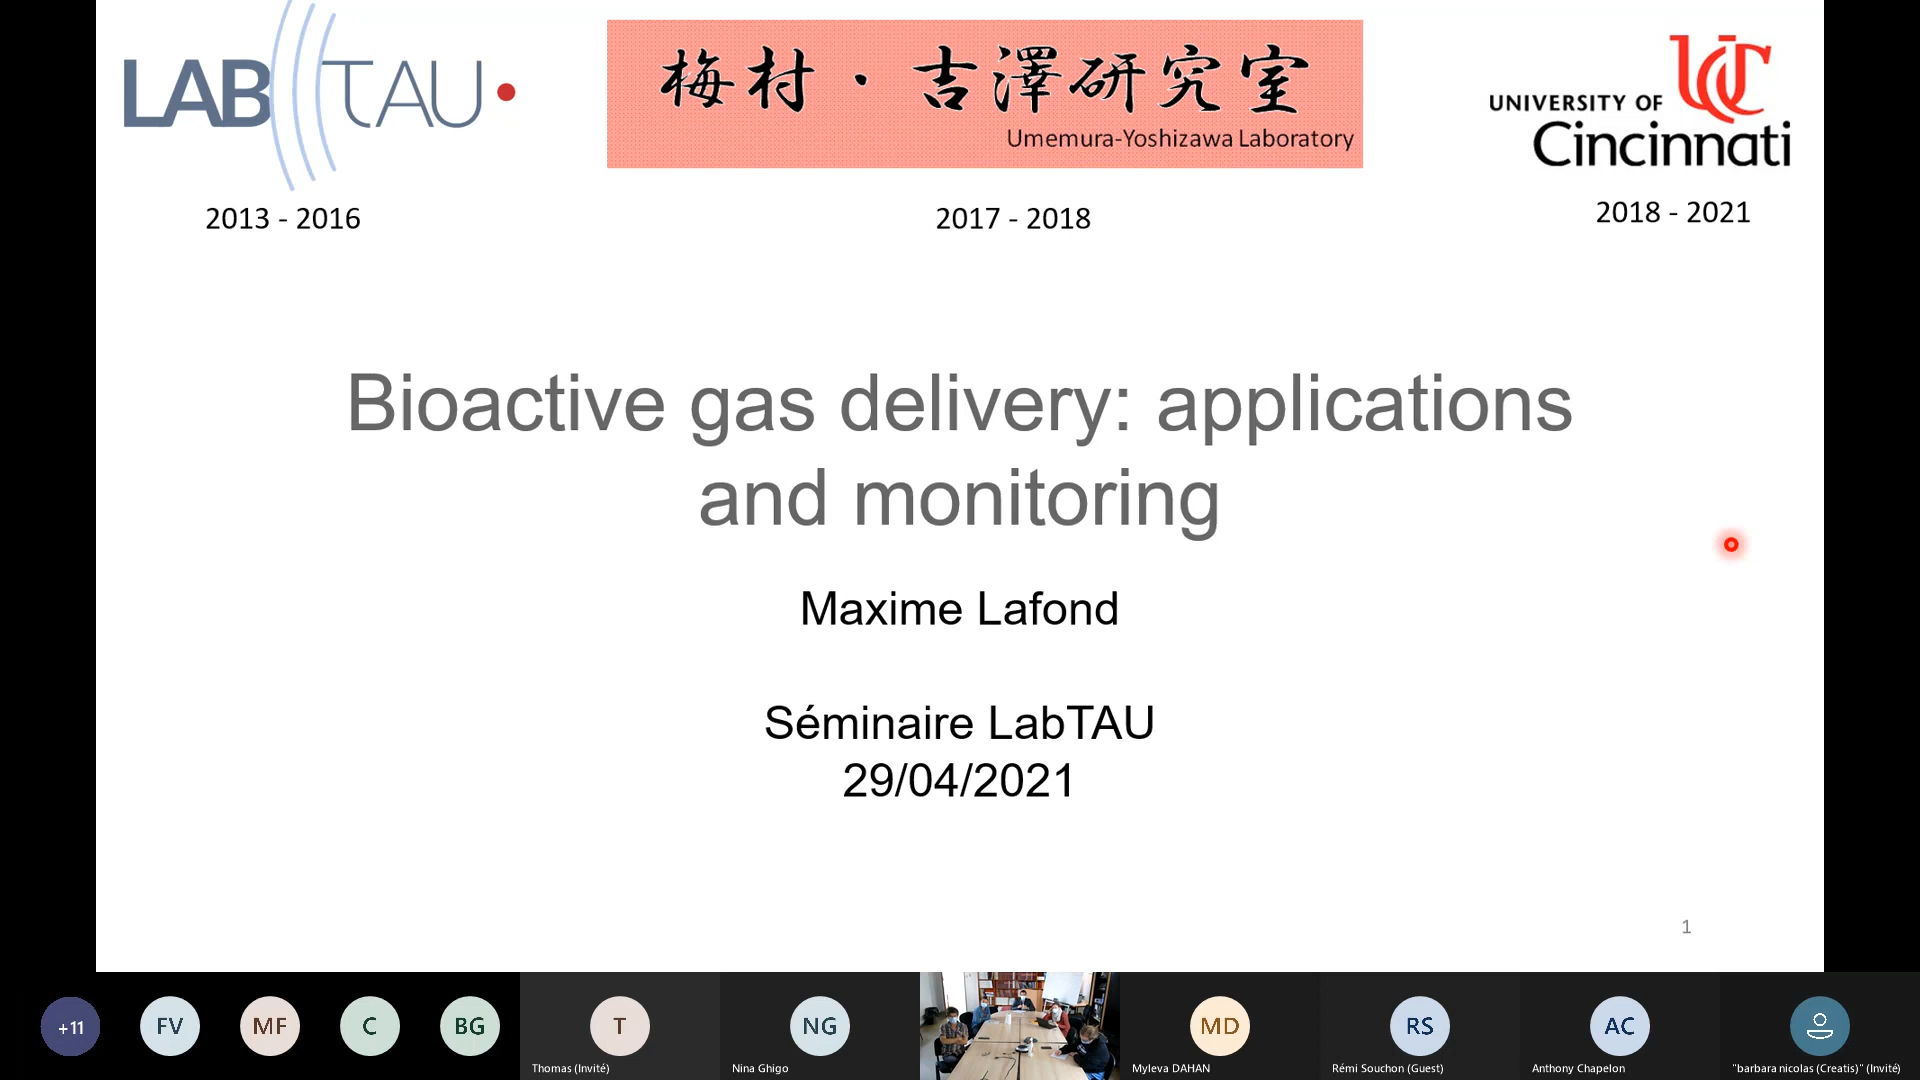 LABTAU
梅村・吉澤研究室
Umemura-Yoshizawa Laboratory
UC
UNIVERSITY OF
Cincinnati
2013 - 2016
2017 - 2018
2018 - 2021
Bioactive gas delivery: applications
and monitoring
Maxime Lafond
Séminaire LabTAU
29/04/2021
1
+11
FV
MF
C
BG
T
Thomas (Invité)
NG
Nina Ghigo
MD
Myleva DAHAN
RS
Rémi Souchon (Guest)
AC
Anthony Chapelon
"barbara nicolas (Creatis)" (Invité)